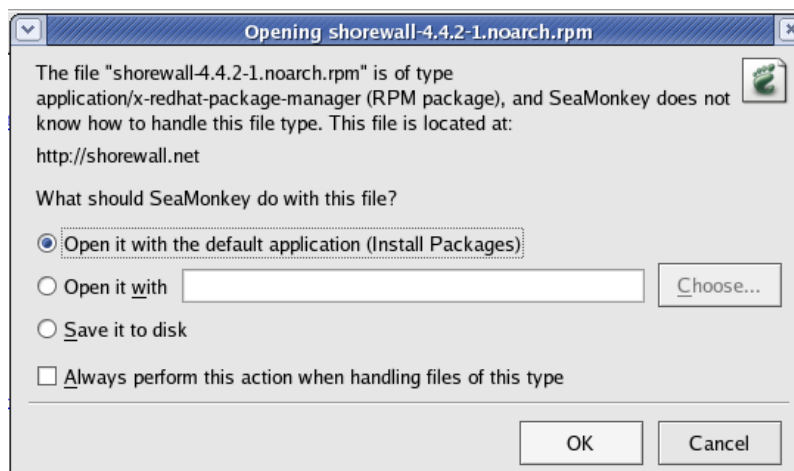 Opening shorewall-4.4.2-1.noarch.rpm
The file "shorewall-4.4.2-1.noarch.rpm" is of type
application/x-redhat-package-manager (RPM package), and SeaMonkey does not
know how to handle this file type. This file is located at:
http://shorewall.net
What should SeaMonkey do with this file?
Open it with the default application (Install Packages)
Open it with
Choose...
Save it to disk
Always perform this action when handling files of this type
OK
Cancel